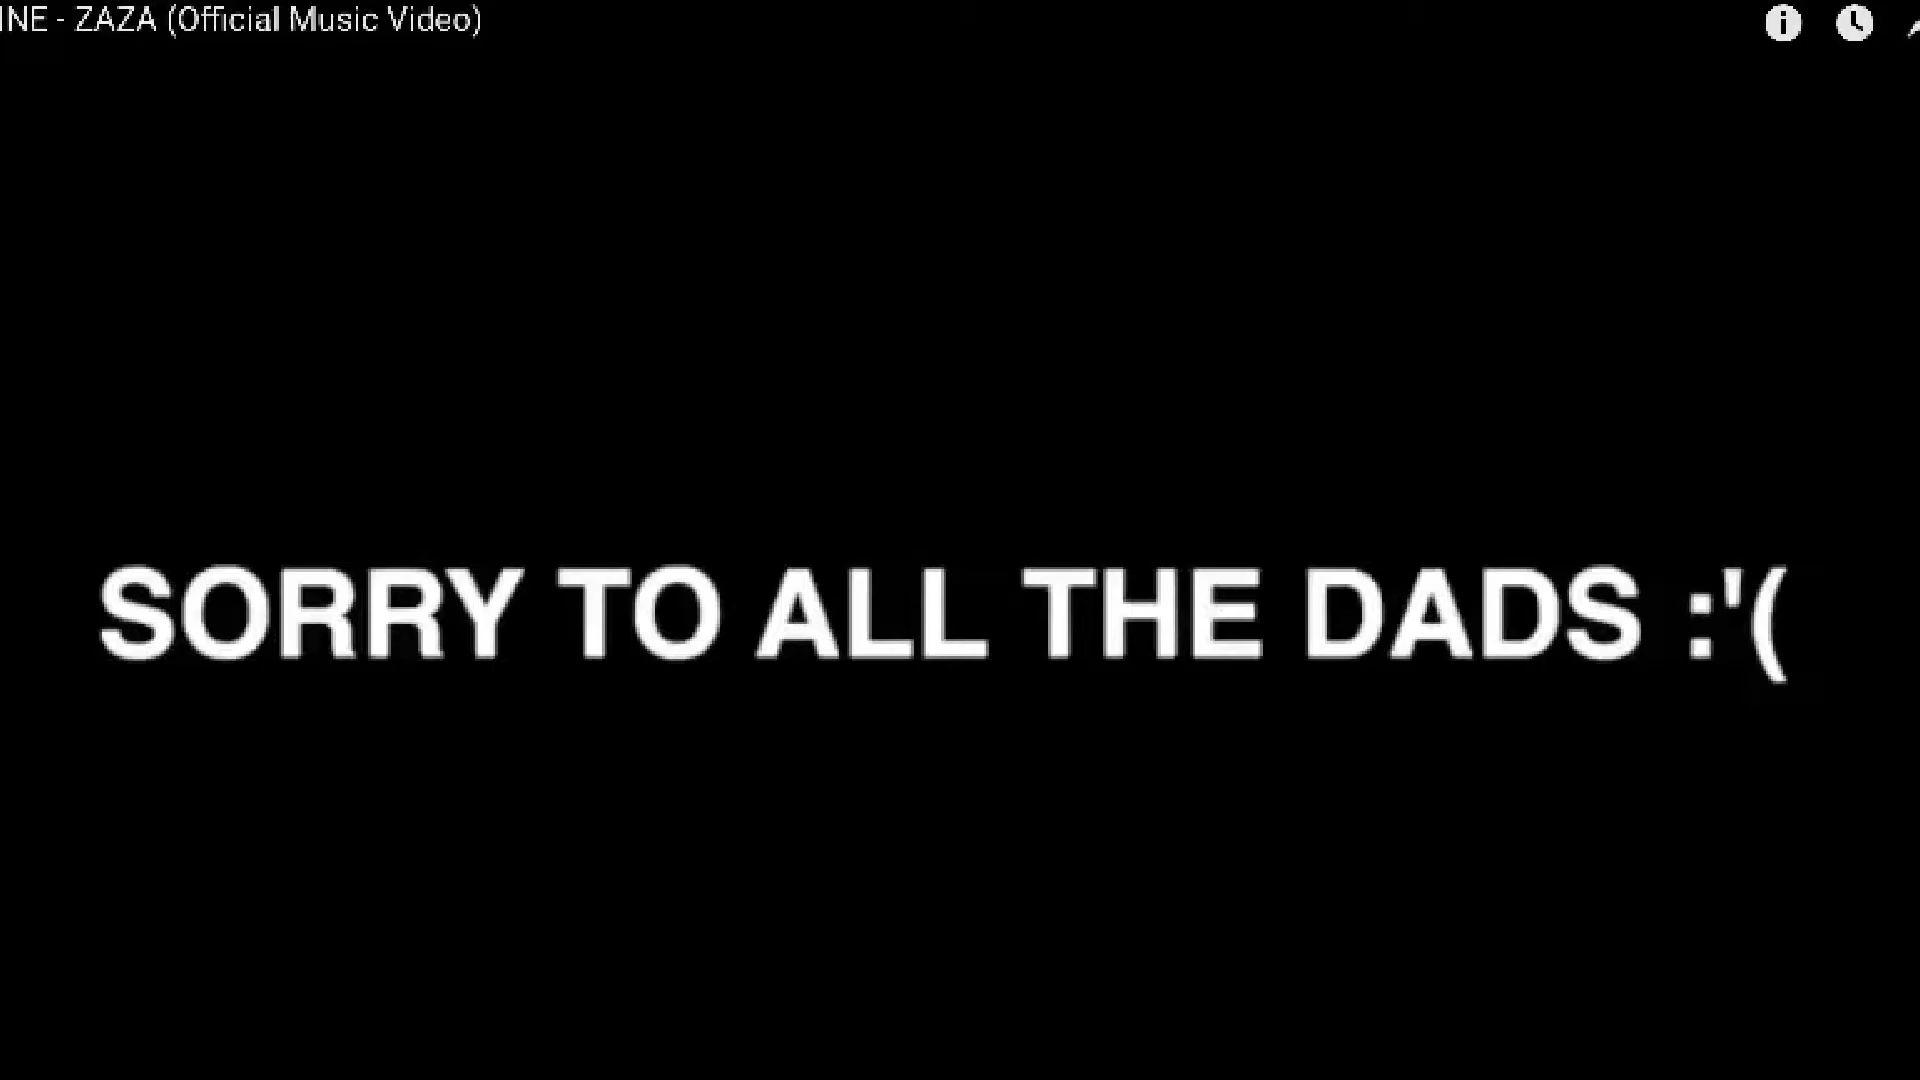 INE - ZAZA (Official Music Video)
SORRY TO ALL THE DADS :'(